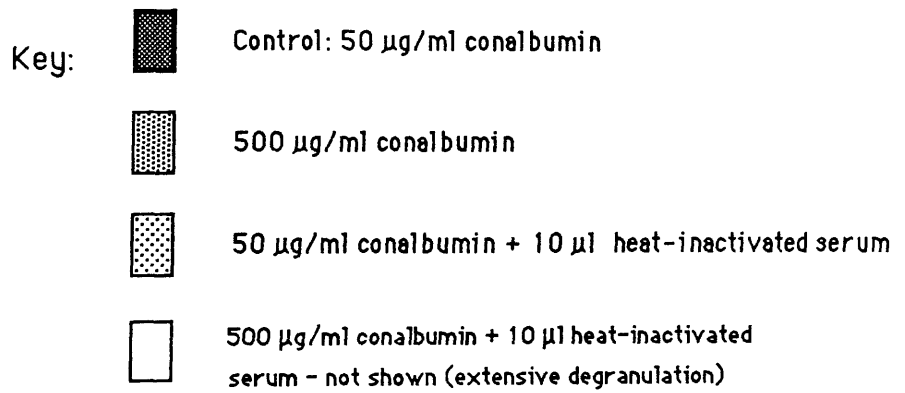 Key:
Control: 50 µg/ml conalbumin
500 µg/ml conalbumin
50 µg/ml conalbumin + 10 µl heat-inactivated serum
500 µg/ml conalbumin + 10 µl heat-inactivated
serum - not shown (extensive degranulation)